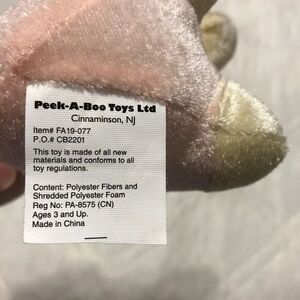 Peek-A-Boo Toys Ltd
Cinnaminson, NJ
Item# FA19-077
P.O.# CB2201
This toy is made of all new
materials and conforms to all
toy regulations.
Content: Polyester Fibers and
Shredded Polyester Foam
Reg No: PA-8575 (CN)
Ages 3 and Up.
Made in China